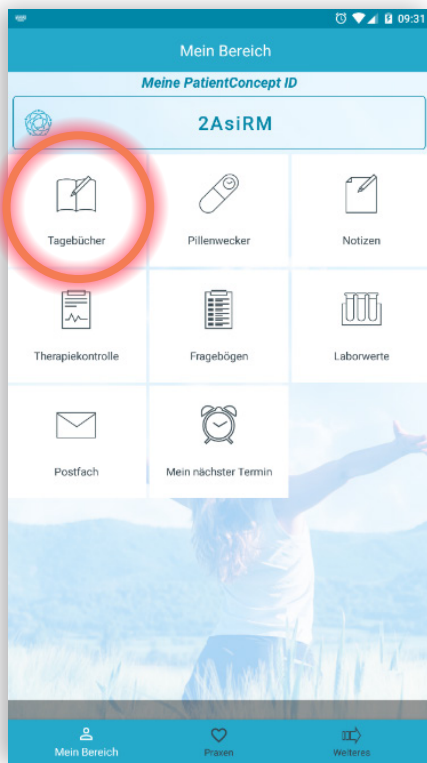 09:31
Mein Bereich
Meine PatientConcept ID
2AsiRM
Tagebücher
Pillenwecker
Notizen
Therapiekontrolle
Fragebögen
Laborwerte
Postfach
Mein nächster Termin
Mein Bereich
Praxen
Weiteres